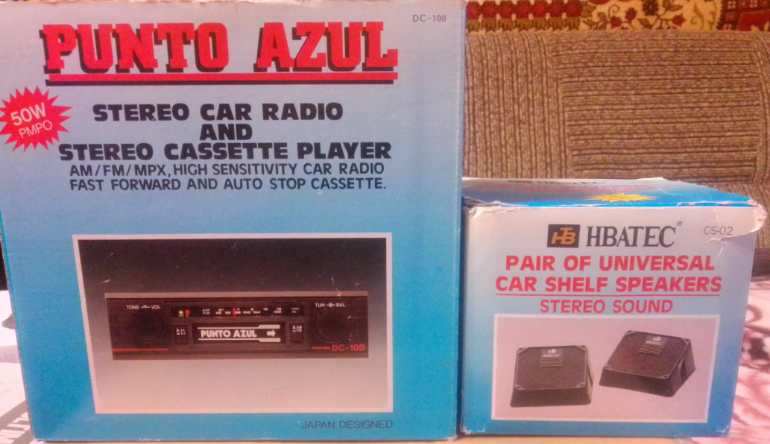 DC-100
PUNTO AZUL
50W
PMPO
STEREO CAR RADIO
AND
STEREO CASSETTE PLAYER
AM/FM/MPX, HIGH SENSITIVITY CAR RADIO
FAST FORWARD AND AUTO STOP CASSETTE.
TONE VOL
TUN BAL
PUNTO AZUL
DC-100
JAPAN DESIGNED
HTB HBATEC®
CS-02
PAIR OF UNIVERSAL
CAR SHELF SPEAKERS
STEREO SOUND
HBATEC